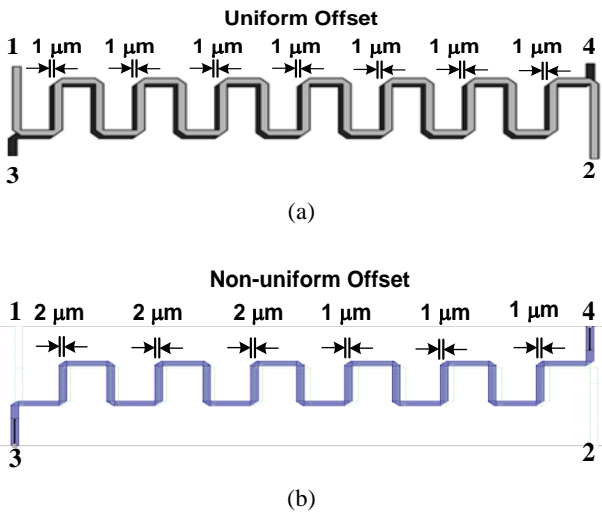 Uniform Offset
1 1 μm 1 μm 1 μm 1 μm 1 μm 1 μm 1 μm 4
3 2
(a)
Non-uniform Offset
1 2 μm 2 μm 2 μm 1 μm 1 μm 1 μm 4
3 2
(b)